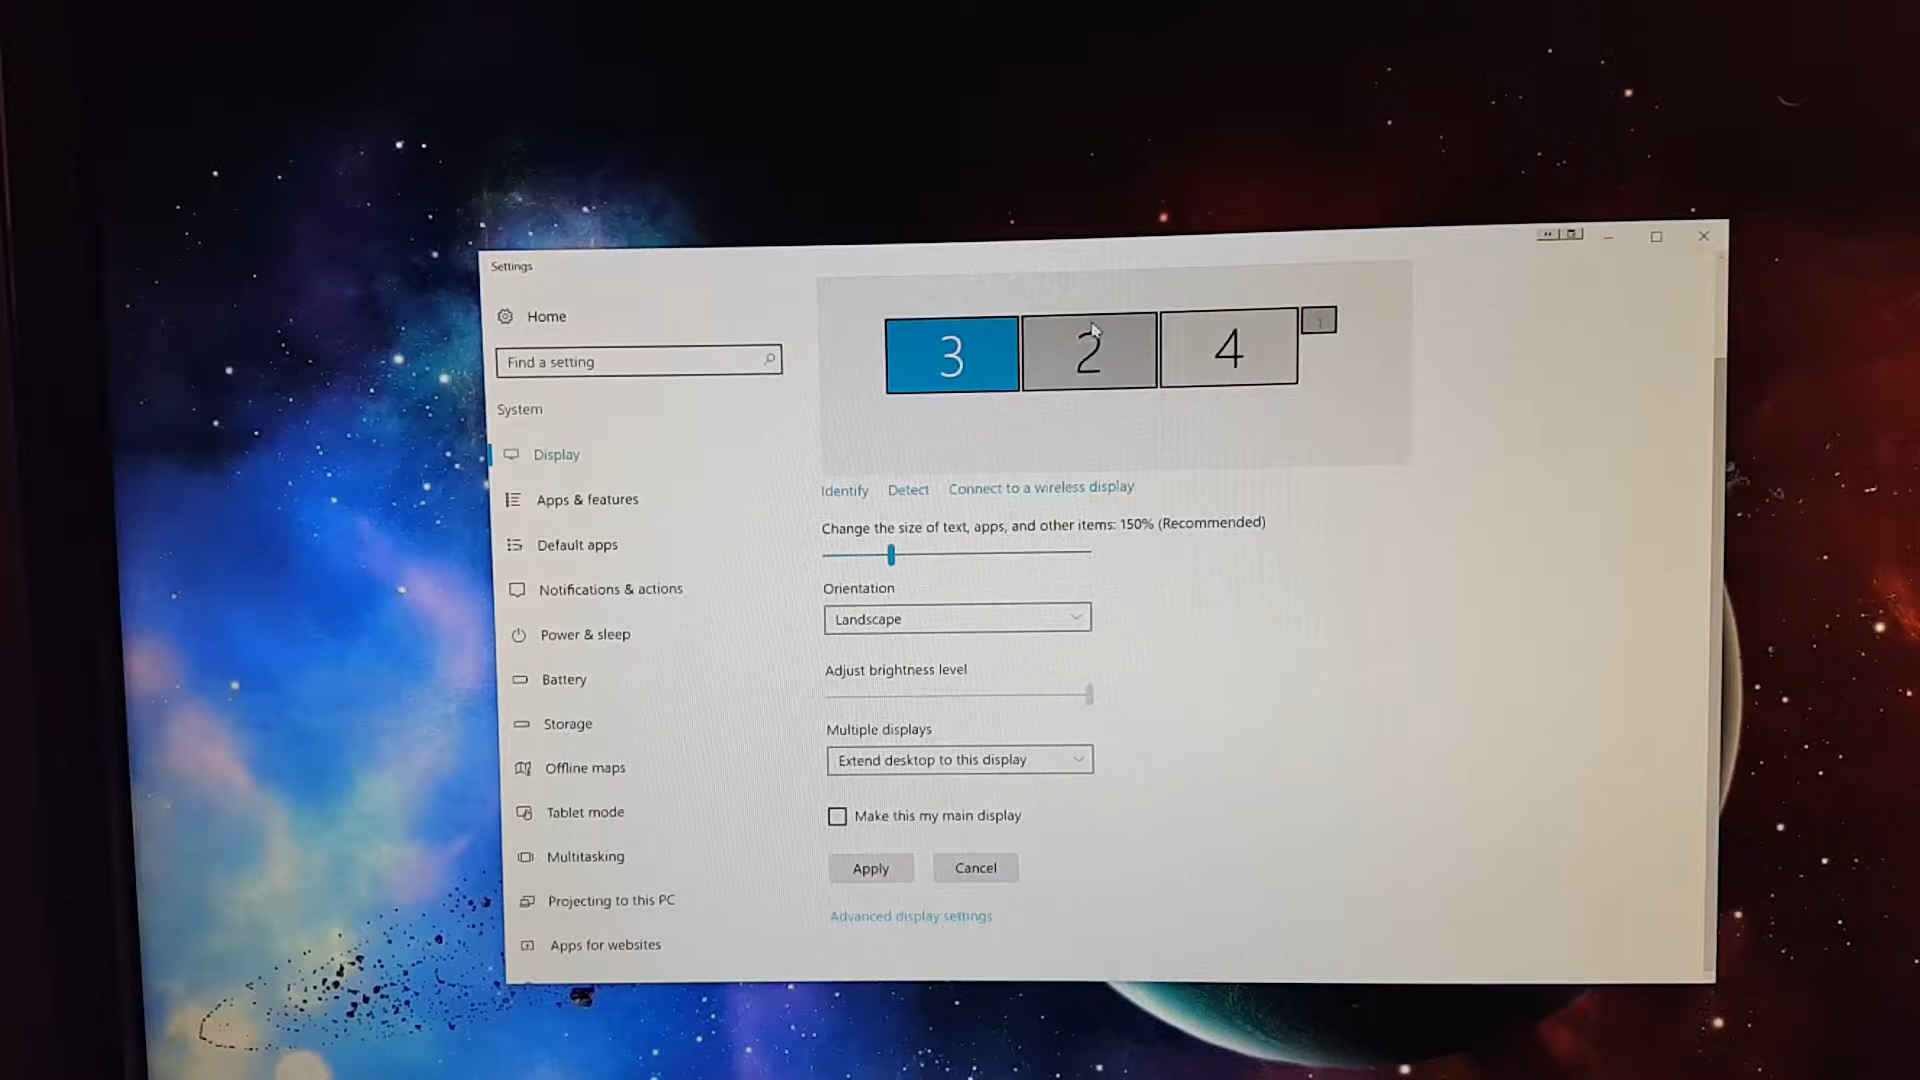 Settings
Home
Find a setting
System
Display
Apps & features
Default apps
Notifications & actions
Power & sleep
Battery
Storage
Offline maps
Tablet mode
Multitasking
Projecting to this PC
Apps for websites
3 2 4 1
Identify Detect Connect to a wireless display
Change the size of text, apps, and other items: 150% (Recommended)
Orientation
Landscape
Adjust brightness level
Multiple displays
Extend desktop to this display
Make this my main display
Apply Cancel
Advanced display settings